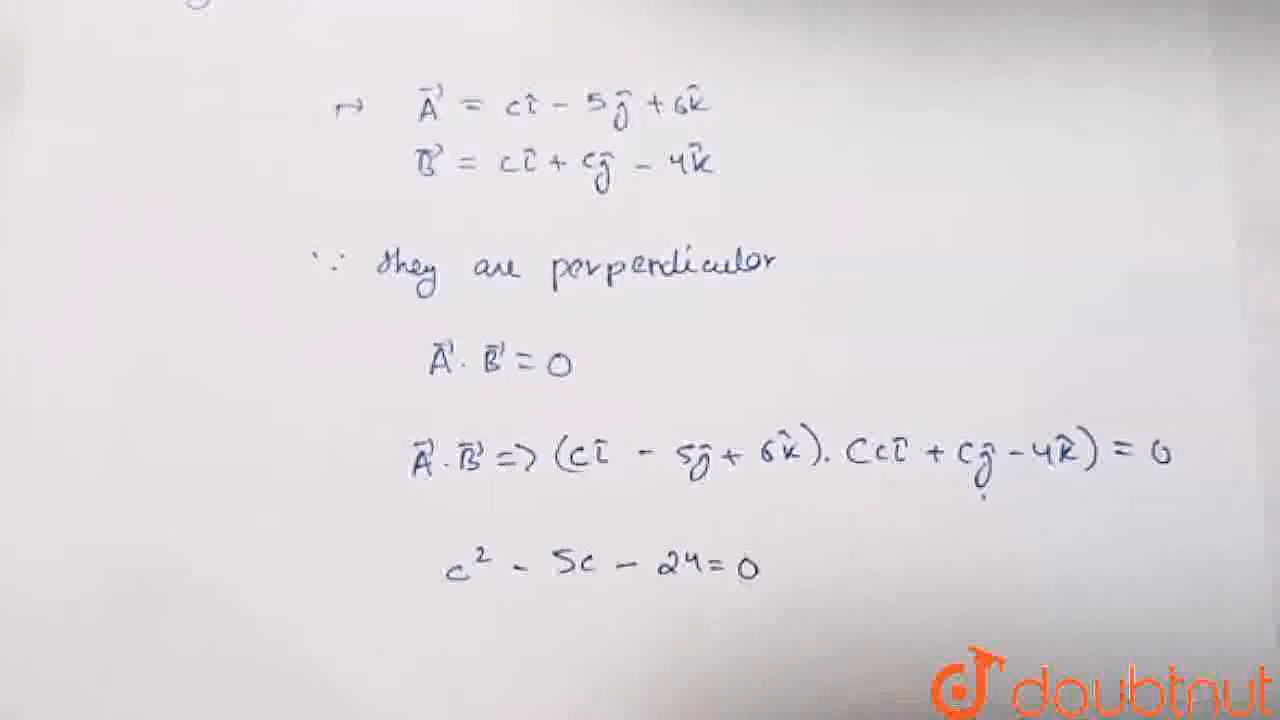 A⃗ = cî - 5ĵ + 6k̂
B⃗ = cî + cĵ - 4k̂
∵ they are perpendicular
A⃗ . B⃗ = 0
A⃗ . B⃗ => (cî - 5ĵ + 6k̂) . (cî + cĵ - 4k̂) = 0
c² - 5c - 24 = 0
doubtnut